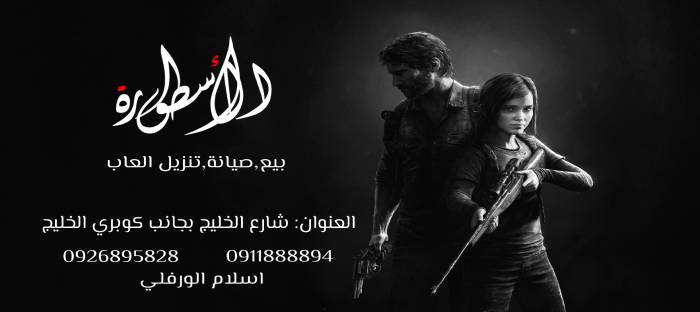 الأسطورة
بيع,صيانة,تنزيل العاب
العنوان: شارع الخليج بجانب كوبري الخليج
0926895828 0911888894
اسلام الورفلي